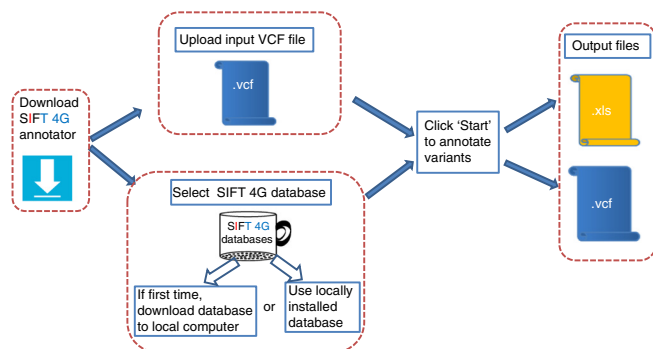 Download
SIFT 4G
annotator
Upload input VCF file
.vcf
Select SIFT 4G database
SIFT 4G
databases
If first time,
download database
to local computer
or
Use locally
installed
database
Click ‘Start’
to annotate
variants
Output files
.xls
.vcf